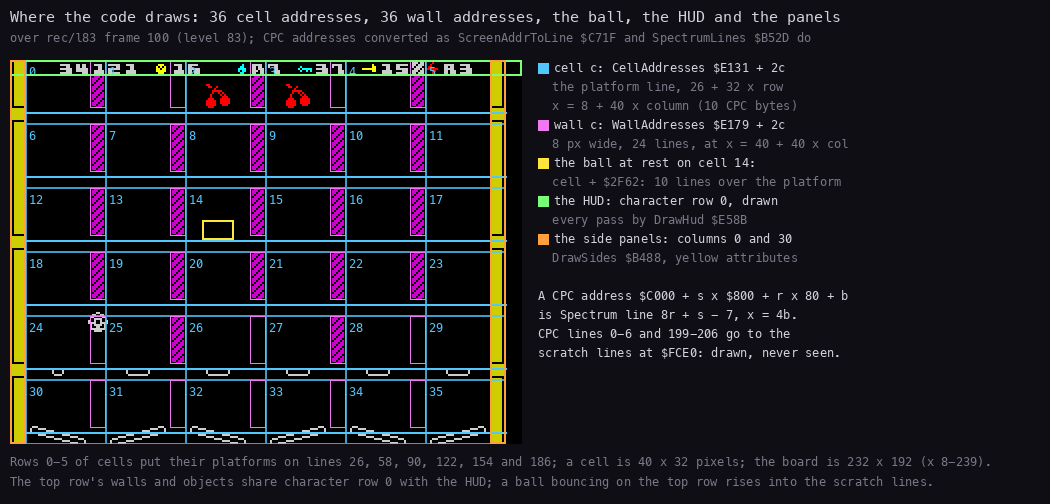 Where the code draws: 36 cell addresses, 36 wall addresses, the ball, the HUD and the panels
over rec/l83 frame 100 (level 83); CPC addresses converted as ScreenAddrToLine $C71F and SpectrumLines $B52D do
0 4
6 7 8 9 10 11
12 13 14 15 16 17
18 19 20 21 22 23
24 25 26 27 28 29
30 31 32 33 34 35
cell c: CellAddresses $E131 + 2c
the platform line, 26 + 32 x row
x = 8 + 40 x column (10 CPC bytes)
wall c: WallAddresses $E179 + 2c
8 px wide, 24 lines, at x = 40 + 40 x col
the ball at rest on cell 14:
cell + $2F62: 10 lines over the platform
the HUD: character row 0, drawn
every pass by DrawHud $E58B
the side panels: columns 0 and 30
DrawSides $B488, yellow attributes
A CPC address $C000 + s x $800 + r x 80 + b
is Spectrum line 8r + s − 7, x = 4b.
CPC lines 0–6 and 199–206 go to the
scratch lines at $FCE0: drawn, never seen.
Rows 0–5 of cells put their platforms on lines 26, 58, 90, 122, 154 and 186; a cell is 40 x 32 pixels; the board is 232 x 192 (x 8–239).
The top row's walls and objects share character row 0 with the HUD; a ball bouncing on the top row rises into the scratch lines.